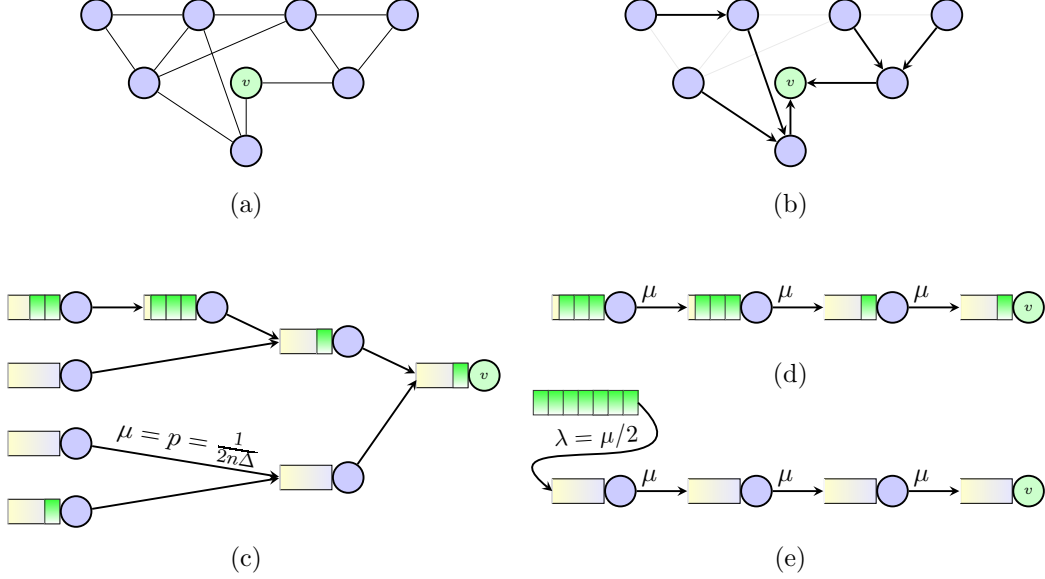 v
v
(a)
(b)
μ μ μ
v
(d)
v
μ = p = 1/(2nΔ)
λ = μ/2
μ μ μ
v
(c)
(e)